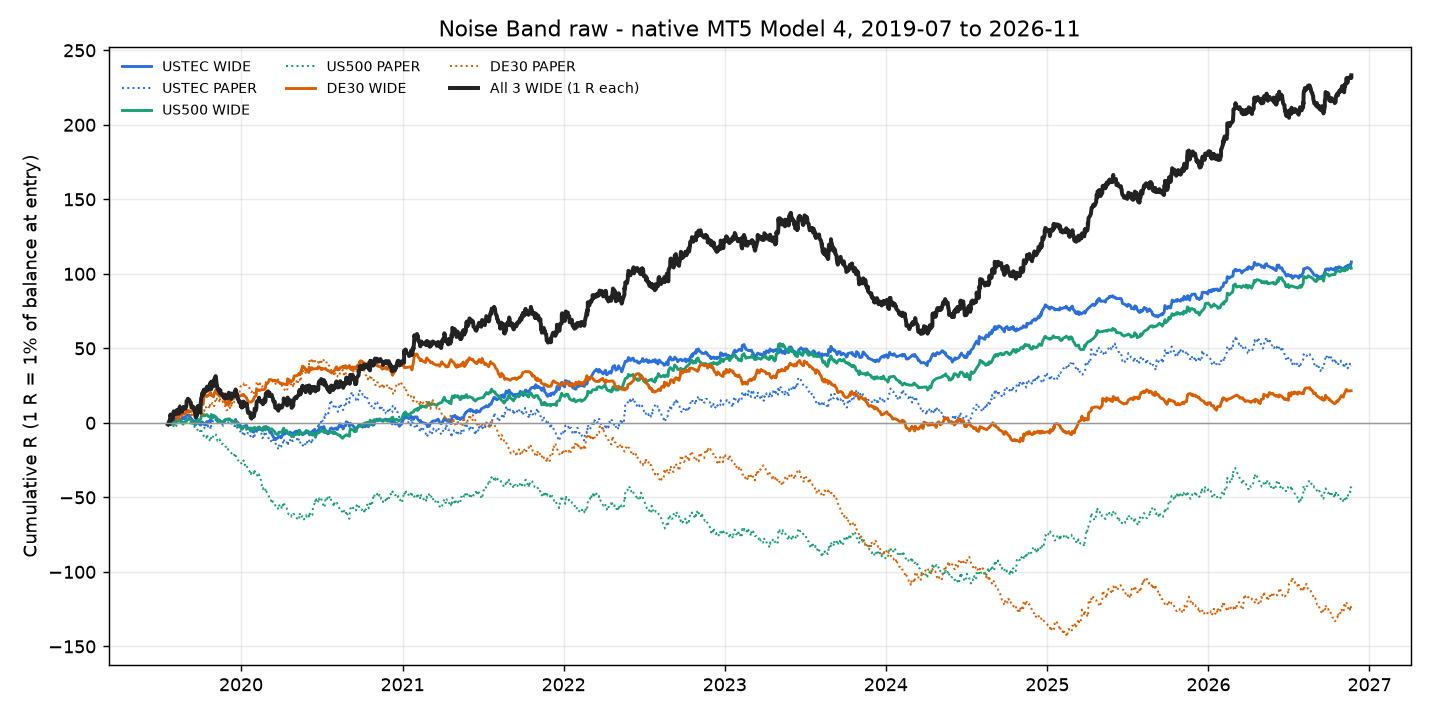 Noise Band raw - native MT5 Model 4, 2019-07 to 2026-11
USTEC WIDE
USTEC PAPER
US500 WIDE
US500 PAPER
DE30 WIDE
DE30 PAPER
All 3 WIDE (1 R each)
Cumulative R (1 R = 1% of balance at entry)
250
200
150
100
50
0
−50
−100
−150
2020
2021
2022
2023
2024
2025
2026
2027